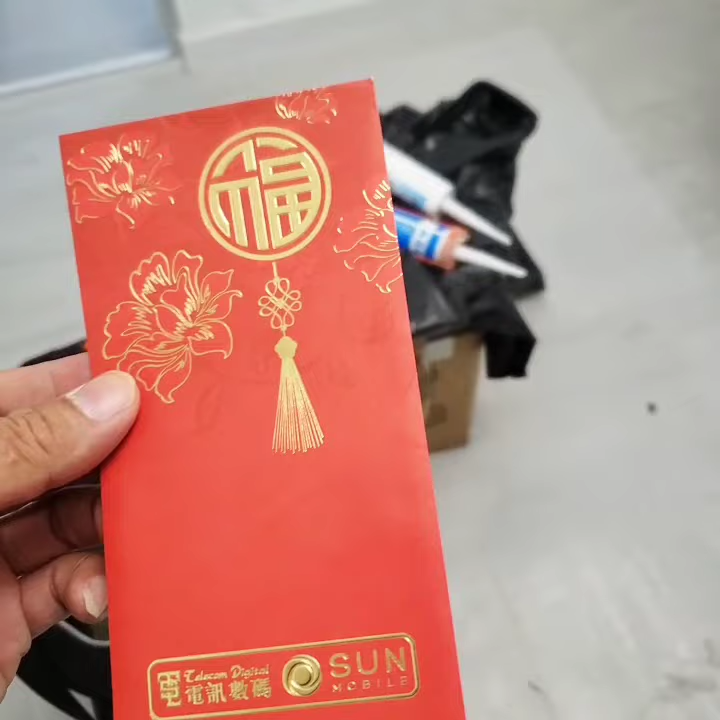 福
Telecom Digital
電訊數碼
SUN
MOBILE